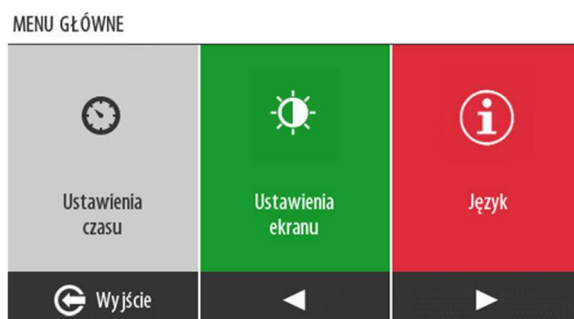 MENU GŁÓWNE
Ustawienia
czasu
Ustawienia
ekranu
Język
Wyjście